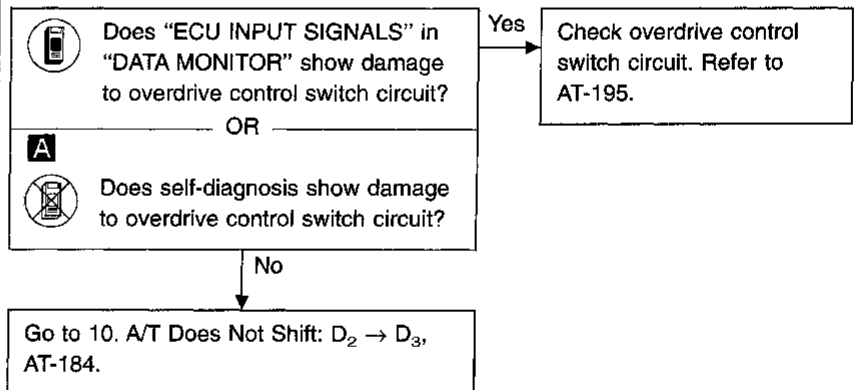 Does “ECU INPUT SIGNALS” in
“DATA MONITOR” show damage
to overdrive control switch circuit?
OR
A
Does self-diagnosis show damage
to overdrive control switch circuit?
Yes
Check overdrive control
switch circuit. Refer to
AT-195.
No
Go to 10. A/T Does Not Shift: D₂ → D₃,
AT-184.